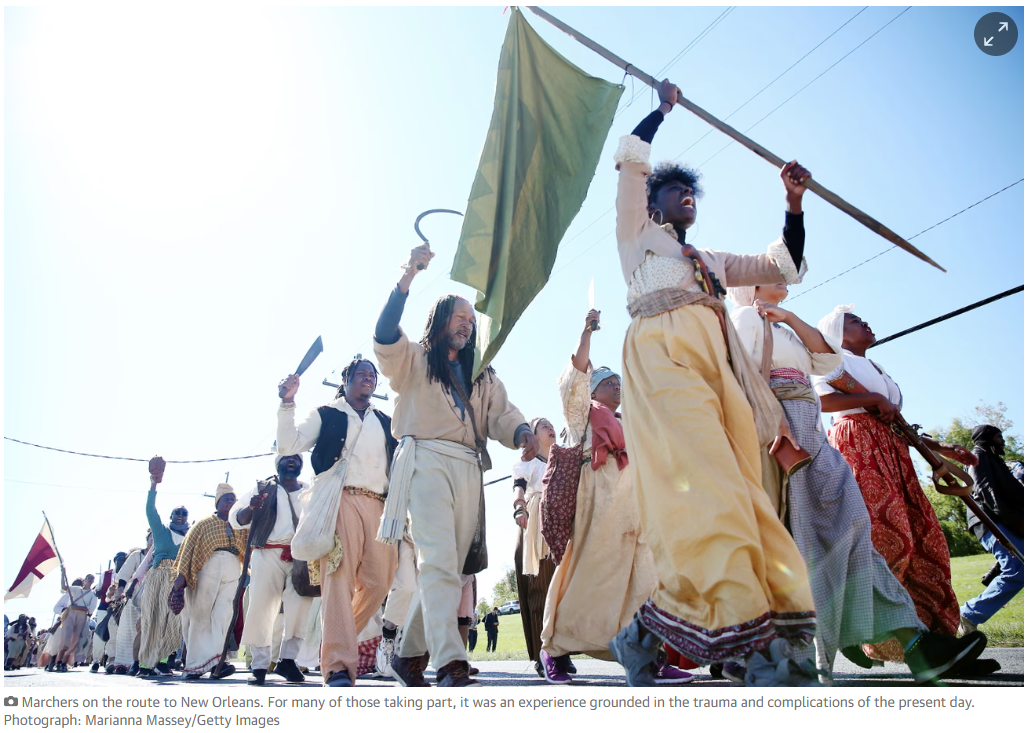 Marchers on the route to New Orleans. For many of those taking part, it was an experience grounded in the trauma and complications of the present day.
Photograph: Marianna Massey/Getty Images